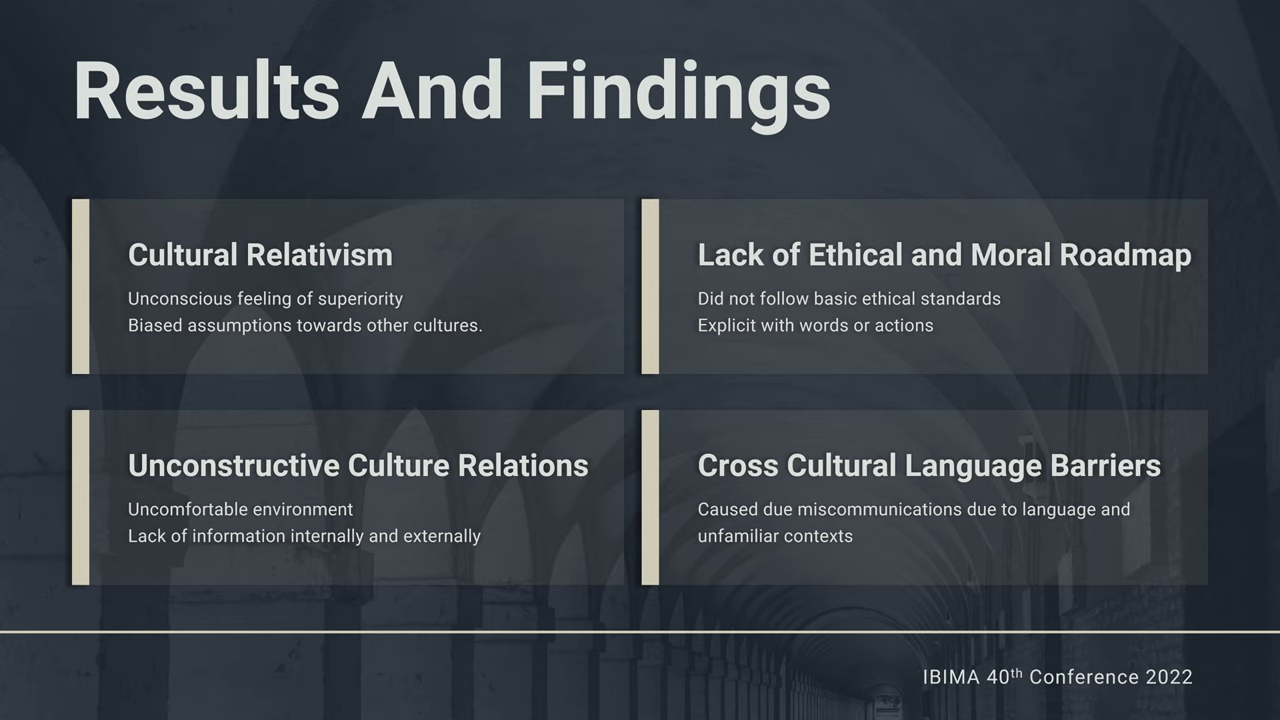 Results And Findings
Cultural Relativism
Unconscious feeling of superiority
Biased assumptions towards other cultures.
Lack of Ethical and Moral Roadmap
Did not follow basic ethical standards
Explicit with words or actions
Unconstructive Culture Relations
Uncomfortable environment
Lack of information internally and externally
Cross Cultural Language Barriers
Caused due miscommunications due to language and
unfamiliar contexts
IBIMA 40th Conference 2022